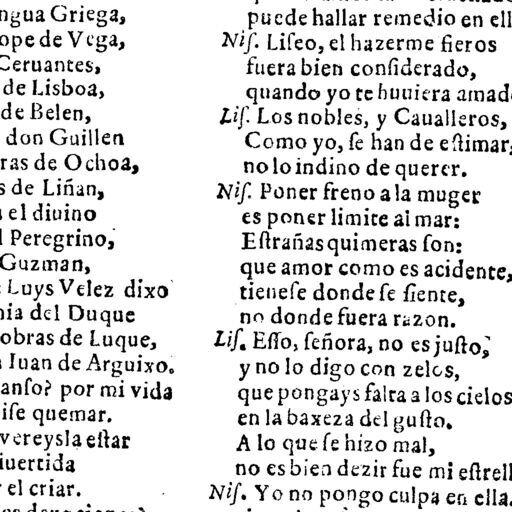 ngua Griega,
ope de Vega,
Ceruantes,
de Lisboa,
de Belen,
don Guillen
ras de Ochoa,
s de Liñan,
el diuino
l Peregrino,
Guzman,
Luys Velez dixo
nia del Duque
obras de Luque,
Iuan de Arguixo.
anſo? por mi vida
iſe quemar.
vereysla eſtar
iuertida
el criar.
puede hallar remedio en ell
Niſ. Liſeo, el hazerme fieros
fuera bien conſiderado,
quando yo te huuiera amad
Liſ. Los nobles, y Caualleros,
Como yo, ſe han de eſtimar,
no lo indino de querer.
Niſ. Poner freno a la muger
es poner limite al mar:
Eſtrañas quimeras ſon:
que amor como es acidente,
tieneſe donde ſe ſiente,
no donde fuera razon.
Liſ. Eſſo, ſeñora, no es juſto,
y no lo digo con zelos,
que pongays falta a los cielos
en la baxeza del guſto.
A lo que ſe hizo mal,
no es bien dezir fue mi eſtrell
Niſ. Yo no pongo culpa en ella.